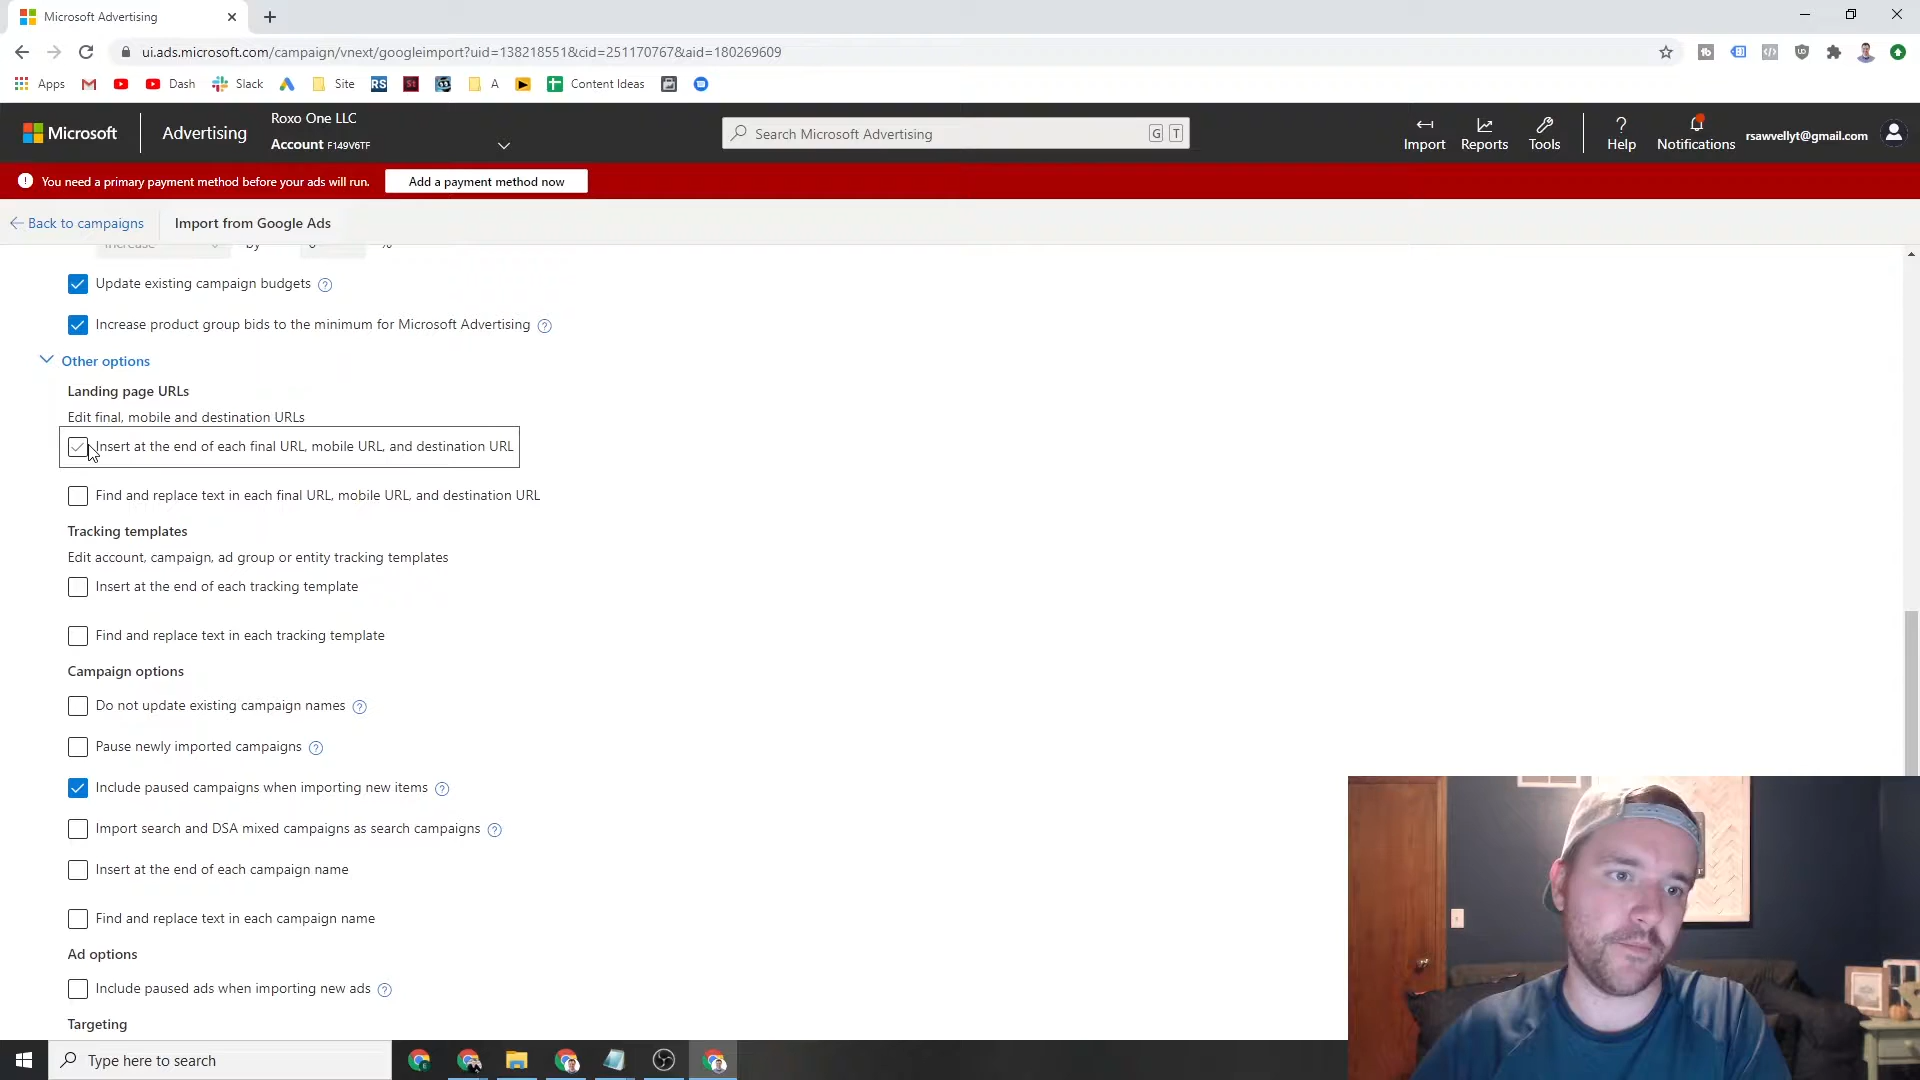 Microsoft Advertising
ui.ads.microsoft.com/campaign/vnext/googleimport?uid=138218551&cid=251170767&aid=180269609
Apps
Dash
Slack
Site
RS
St
A
Content Ideas
Microsoft
Advertising
Roxo One LLC
Account F149V6TF
Search Microsoft Advertising
G T
Import
Reports
Tools
Help
Notifications
rsawvellyt@gmail.com
You need a primary payment method before your ads will run.
Add a payment method now
Back to campaigns
Import from Google Ads
Increase by 0 %
Update existing campaign budgets
Increase product group bids to the minimum for Microsoft Advertising
Other options
Landing page URLs
Edit final, mobile and destination URLs
Insert at the end of each final URL, mobile URL, and destination URL
Find and replace text in each final URL, mobile URL, and destination URL
Tracking templates
Edit account, campaign, ad group or entity tracking templates
Insert at the end of each tracking template
Find and replace text in each tracking template
Campaign options
Do not update existing campaign names
Pause newly imported campaigns
Include paused campaigns when importing new items
Import search and DSA mixed campaigns as search campaigns
Insert at the end of each campaign name
Find and replace text in each campaign name
Ad options
Include paused ads when importing new ads
Targeting
Type here to search